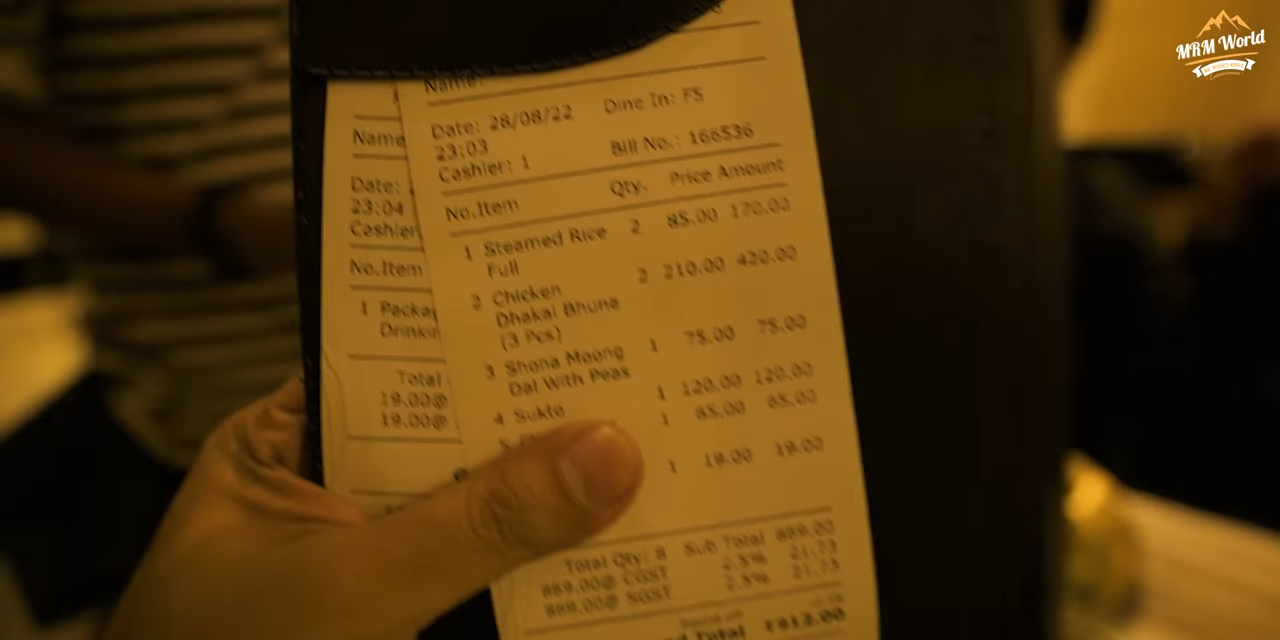 MRM World
Name:
Date: 28/08/22 Dine In: F5
23:03
Cashier: 1 Bill No.: 166536
No.Item Qty. Price Amount
1 Steamed Rice 2 85.00 170.00
Full
2 Chicken 2 210.00 420.00
Dhakai Bhuna
(3 Pcs)
3 Shona Moong 1 75.00 75.00
Dal With Peas
4 Sukto 1 120.00 120.00
5 1 65.00 65.00
1 19.00 19.00
Total Qty: 8 Sub Total 869.00
869.00@ CGST 2.5% 21.73
869.00@ SGST 2.5% 21.73
Total ₹912.00
Name
Date:
23:04
Cashier
No.Item
1
Drinkin
Total
19.00@
19.00@